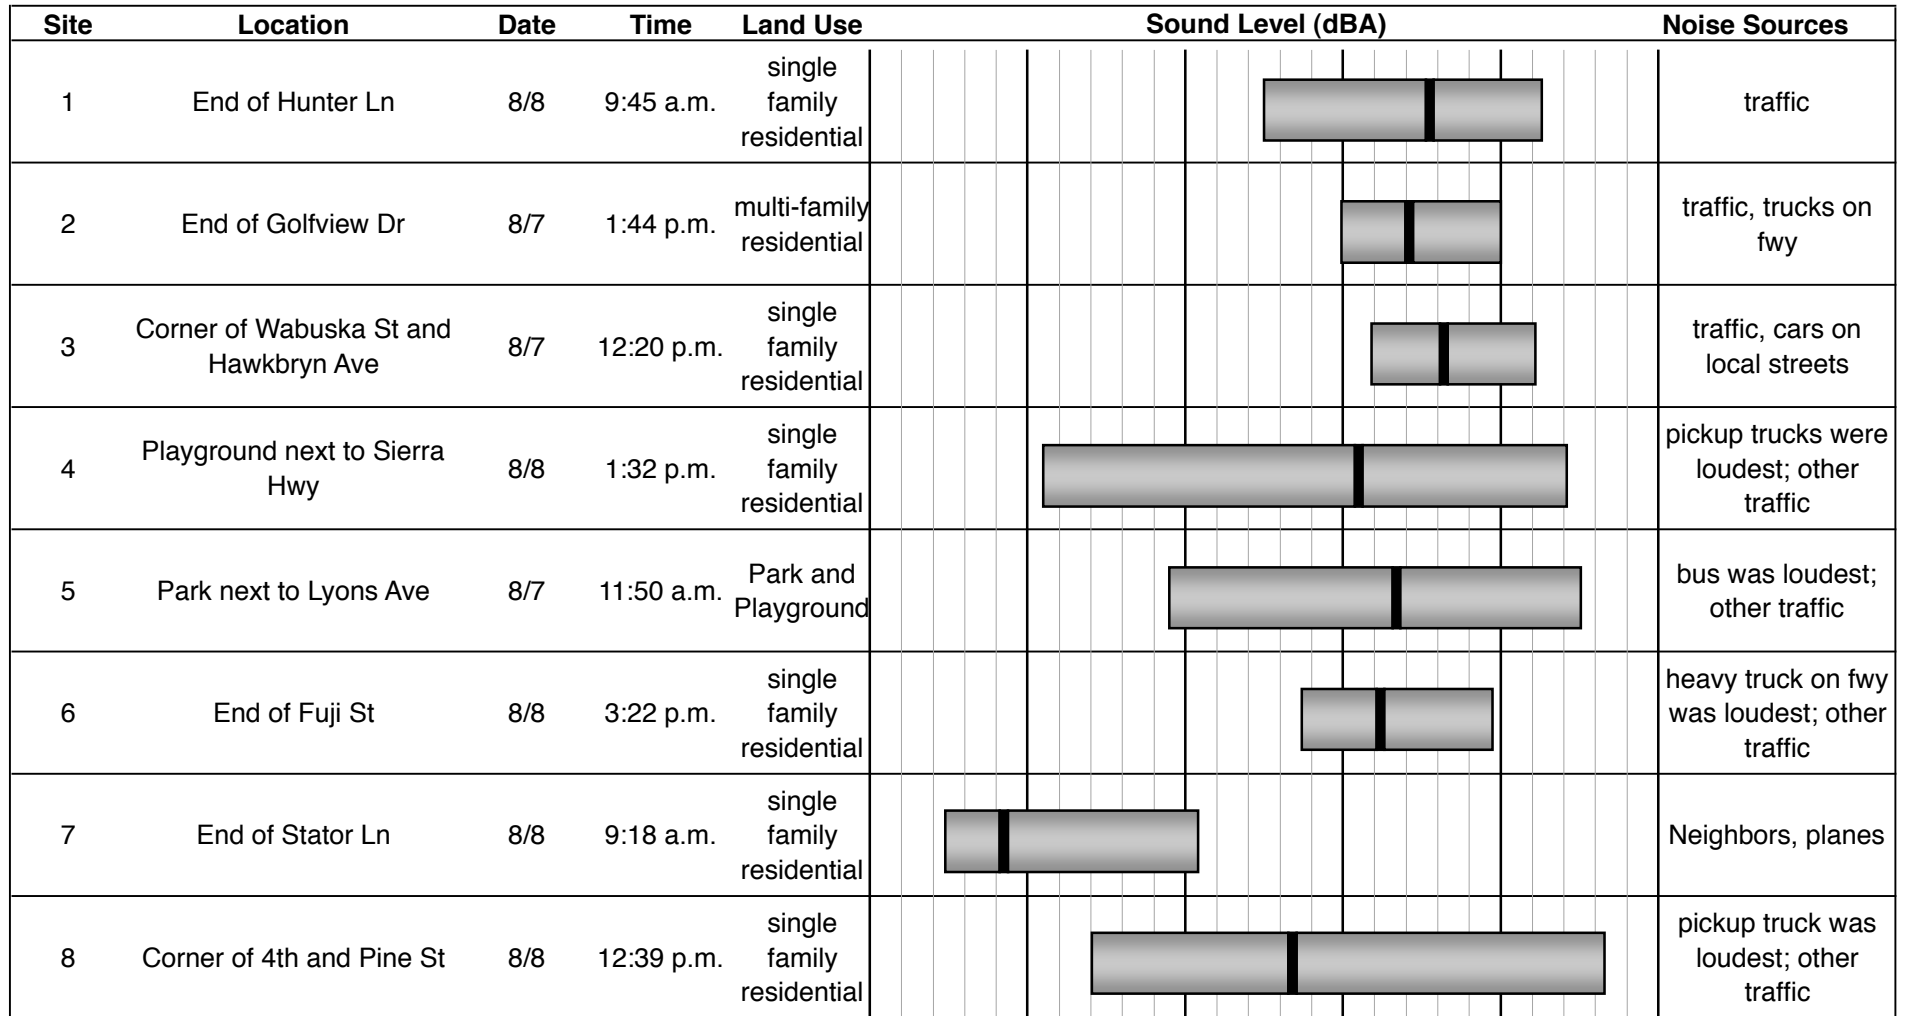 Site Location Date Time Land Use Sound Level (dBA) Noise Sources
1 End of Hunter Ln 8/8 9:45 a.m. single family residential traffic
2 End of Golfview Dr 8/7 1:44 p.m. multi-family residential traffic, trucks on fwy
3 Corner of Wabuska St and Hawkbryn Ave 8/7 12:20 p.m. single family residential traffic, cars on local streets
4 Playground next to Sierra Hwy 8/8 1:32 p.m. single family residential pickup trucks were loudest; other traffic
5 Park next to Lyons Ave 8/7 11:50 a.m. Park and Playground bus was loudest; other traffic
6 End of Fuji St 8/8 3:22 p.m. single family residential heavy truck on fwy was loudest; other traffic
7 End of Stator Ln 8/8 9:18 a.m. single family residential Neighbors, planes
8 Corner of 4th and Pine St 8/8 12:39 p.m. single family residential pickup truck was loudest; other traffic